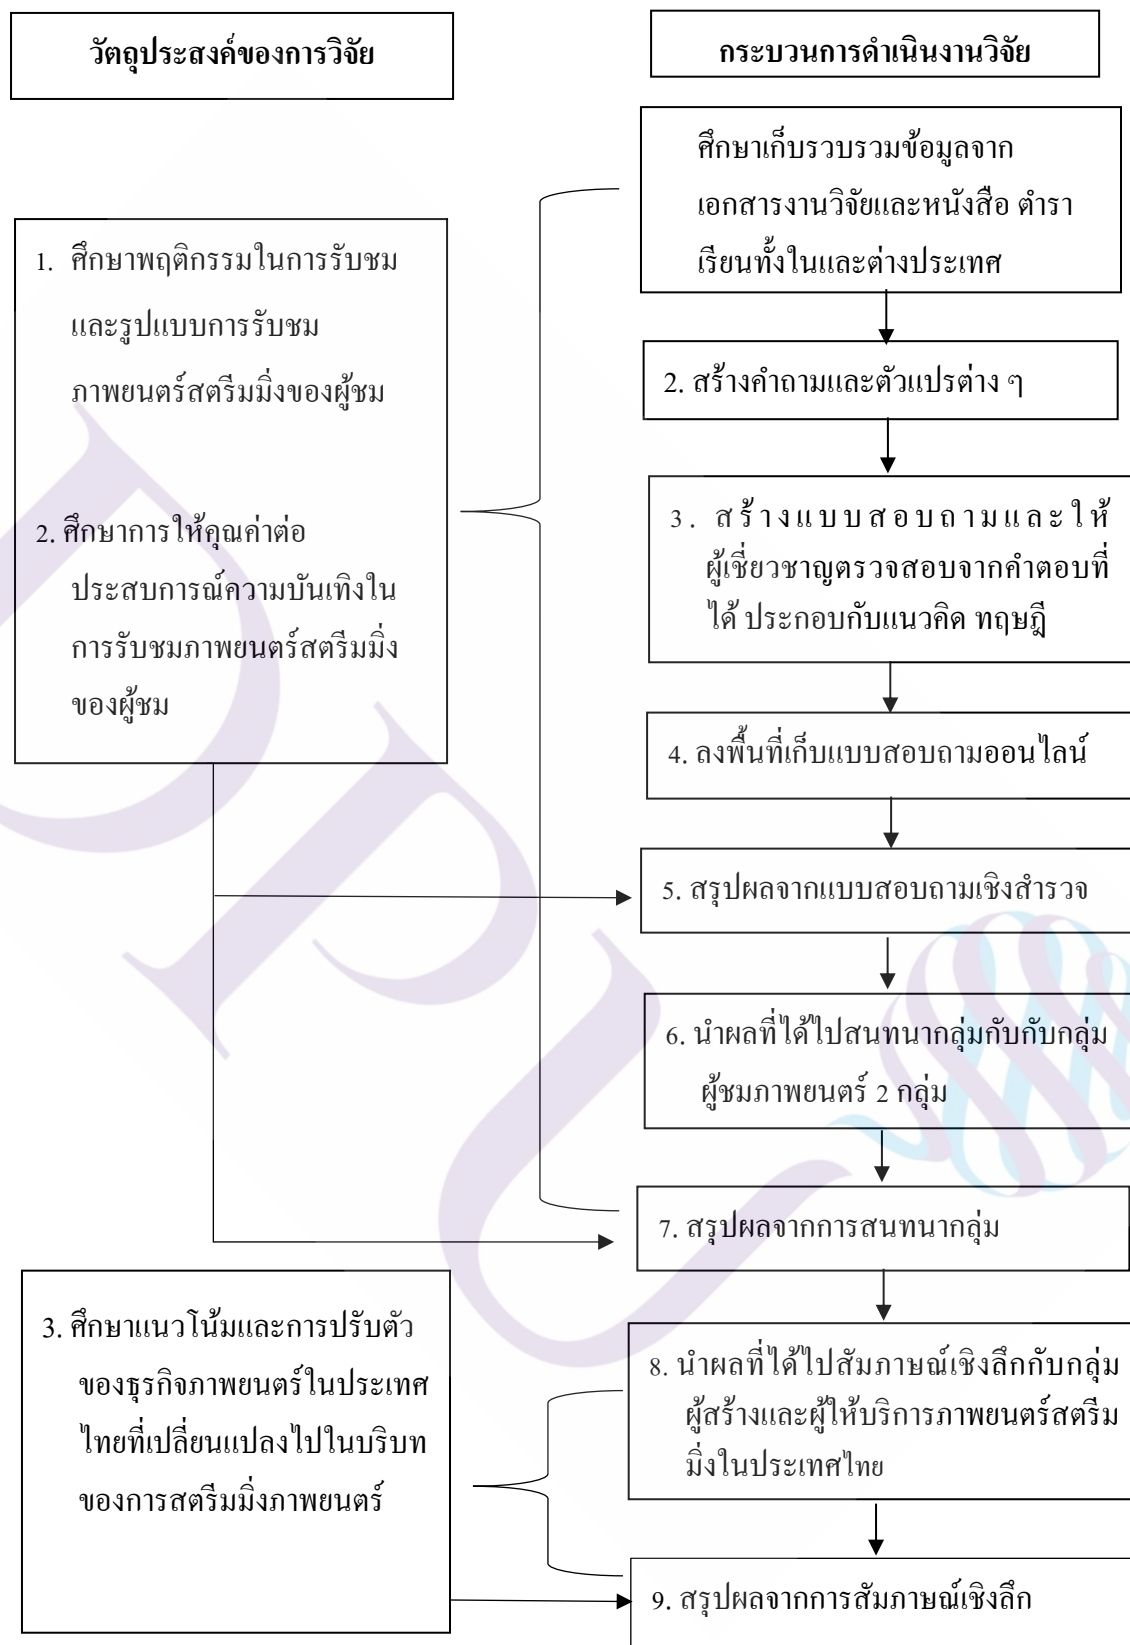 วัตถุประสงค์ของการวิจัย
กระบวนการดำเนินงานวิจัย
ศึกษาเก็บรวบรวมข้อมูลจาก
เอกสารงานวิจัยและหนังสือ ตำรา
เรียนทั้งในและต่างประเทศ
1. ศึกษาพฤติกรรมในการรับชม
และรูปแบบการรับชม
ภาพยนตร์สตรีมมิ่งของผู้ชม
2. ศึกษาการให้คุณค่าต่อ
ประสบการณ์ความบันเทิงใน
การรับชมภาพยนตร์สตรีมมิ่ง
ของผู้ชม
2. สร้างคำถามและตัวแปรต่าง ๆ
3. สร้างแบบสอบถามและให้
ผู้เชี่ยวชาญตรวจสอบจากคำตอบที่
ได้ ประกอบกับแนวคิด ทฤษฎี
4. ลงพื้นที่เก็บแบบสอบถามออนไลน์
5. สรุปผลจากแบบสอบถามเชิงสำรวจ
6. นำผลที่ได้ไปสนทนากลุ่มกับกับกลุ่ม
ผู้ชมภาพยนตร์ 2 กลุ่ม
7. สรุปผลจากการสนทนากลุ่ม
3. ศึกษาแนวโน้มและการปรับตัว
ของธุรกิจภาพยนตร์ในประเทศ
ไทยที่เปลี่ยนแปลงไปในบริบท
ของการสตรีมมิ่งภาพยนตร์
8. นำผลที่ได้ไปสัมภาษณ์เชิงลึกกับกลุ่ม
ผู้สร้างและผู้ให้บริการภาพยนตร์สตรีม
มิ่งในประเทศไทย
9. สรุปผลจากการสัมภาษณ์เชิงลึก
DPU